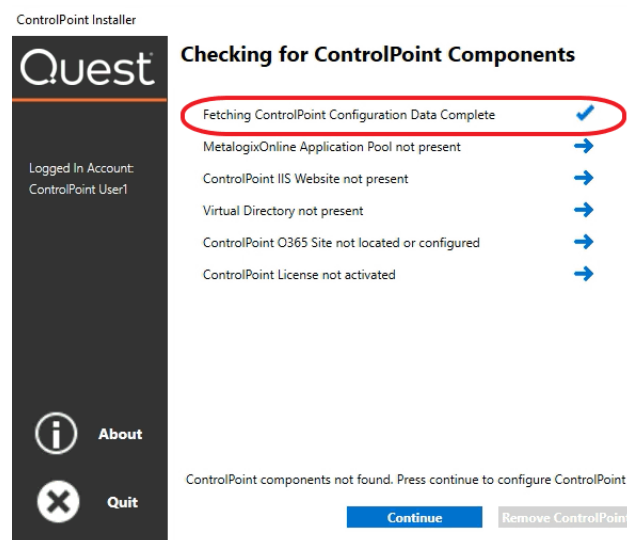 ControlPoint Installer
Quest
Checking for ControlPoint Components
Fetching ControlPoint Configuration Data Complete
MetalogixOnline Application Pool not present
Logged In Account:
ControlPoint User1
ControlPoint IIS Website not present
Virtual Directory not present
ControlPoint O365 Site not located or configured
ControlPoint License not activated
About
ControlPoint components not found. Press continue to configure ControlPoint
Quit
Continue
Remove ControlPoint